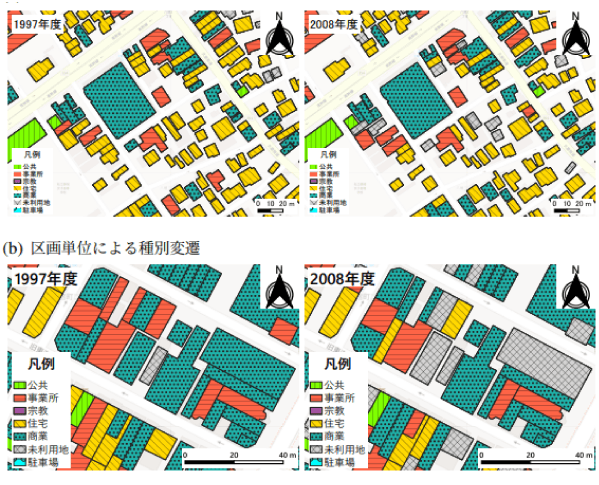 1997年度
N
凡例
公共
事業所
宗教
住宅
商業
未利用地
駐車場
0 10 20 m
2008年度
N
凡例
公共
事業所
宗教
住宅
商業
未利用地
駐車場
0 10 20 m
(b) 区画単位による種別変遷
1997年度
N
凡例
公共
事業所
宗教
住宅
商業
未利用地
駐車場
0 20 40 m
2008年度
N
凡例
公共
事業所
宗教
住宅
商業
未利用地
駐車場
0 20 40 m